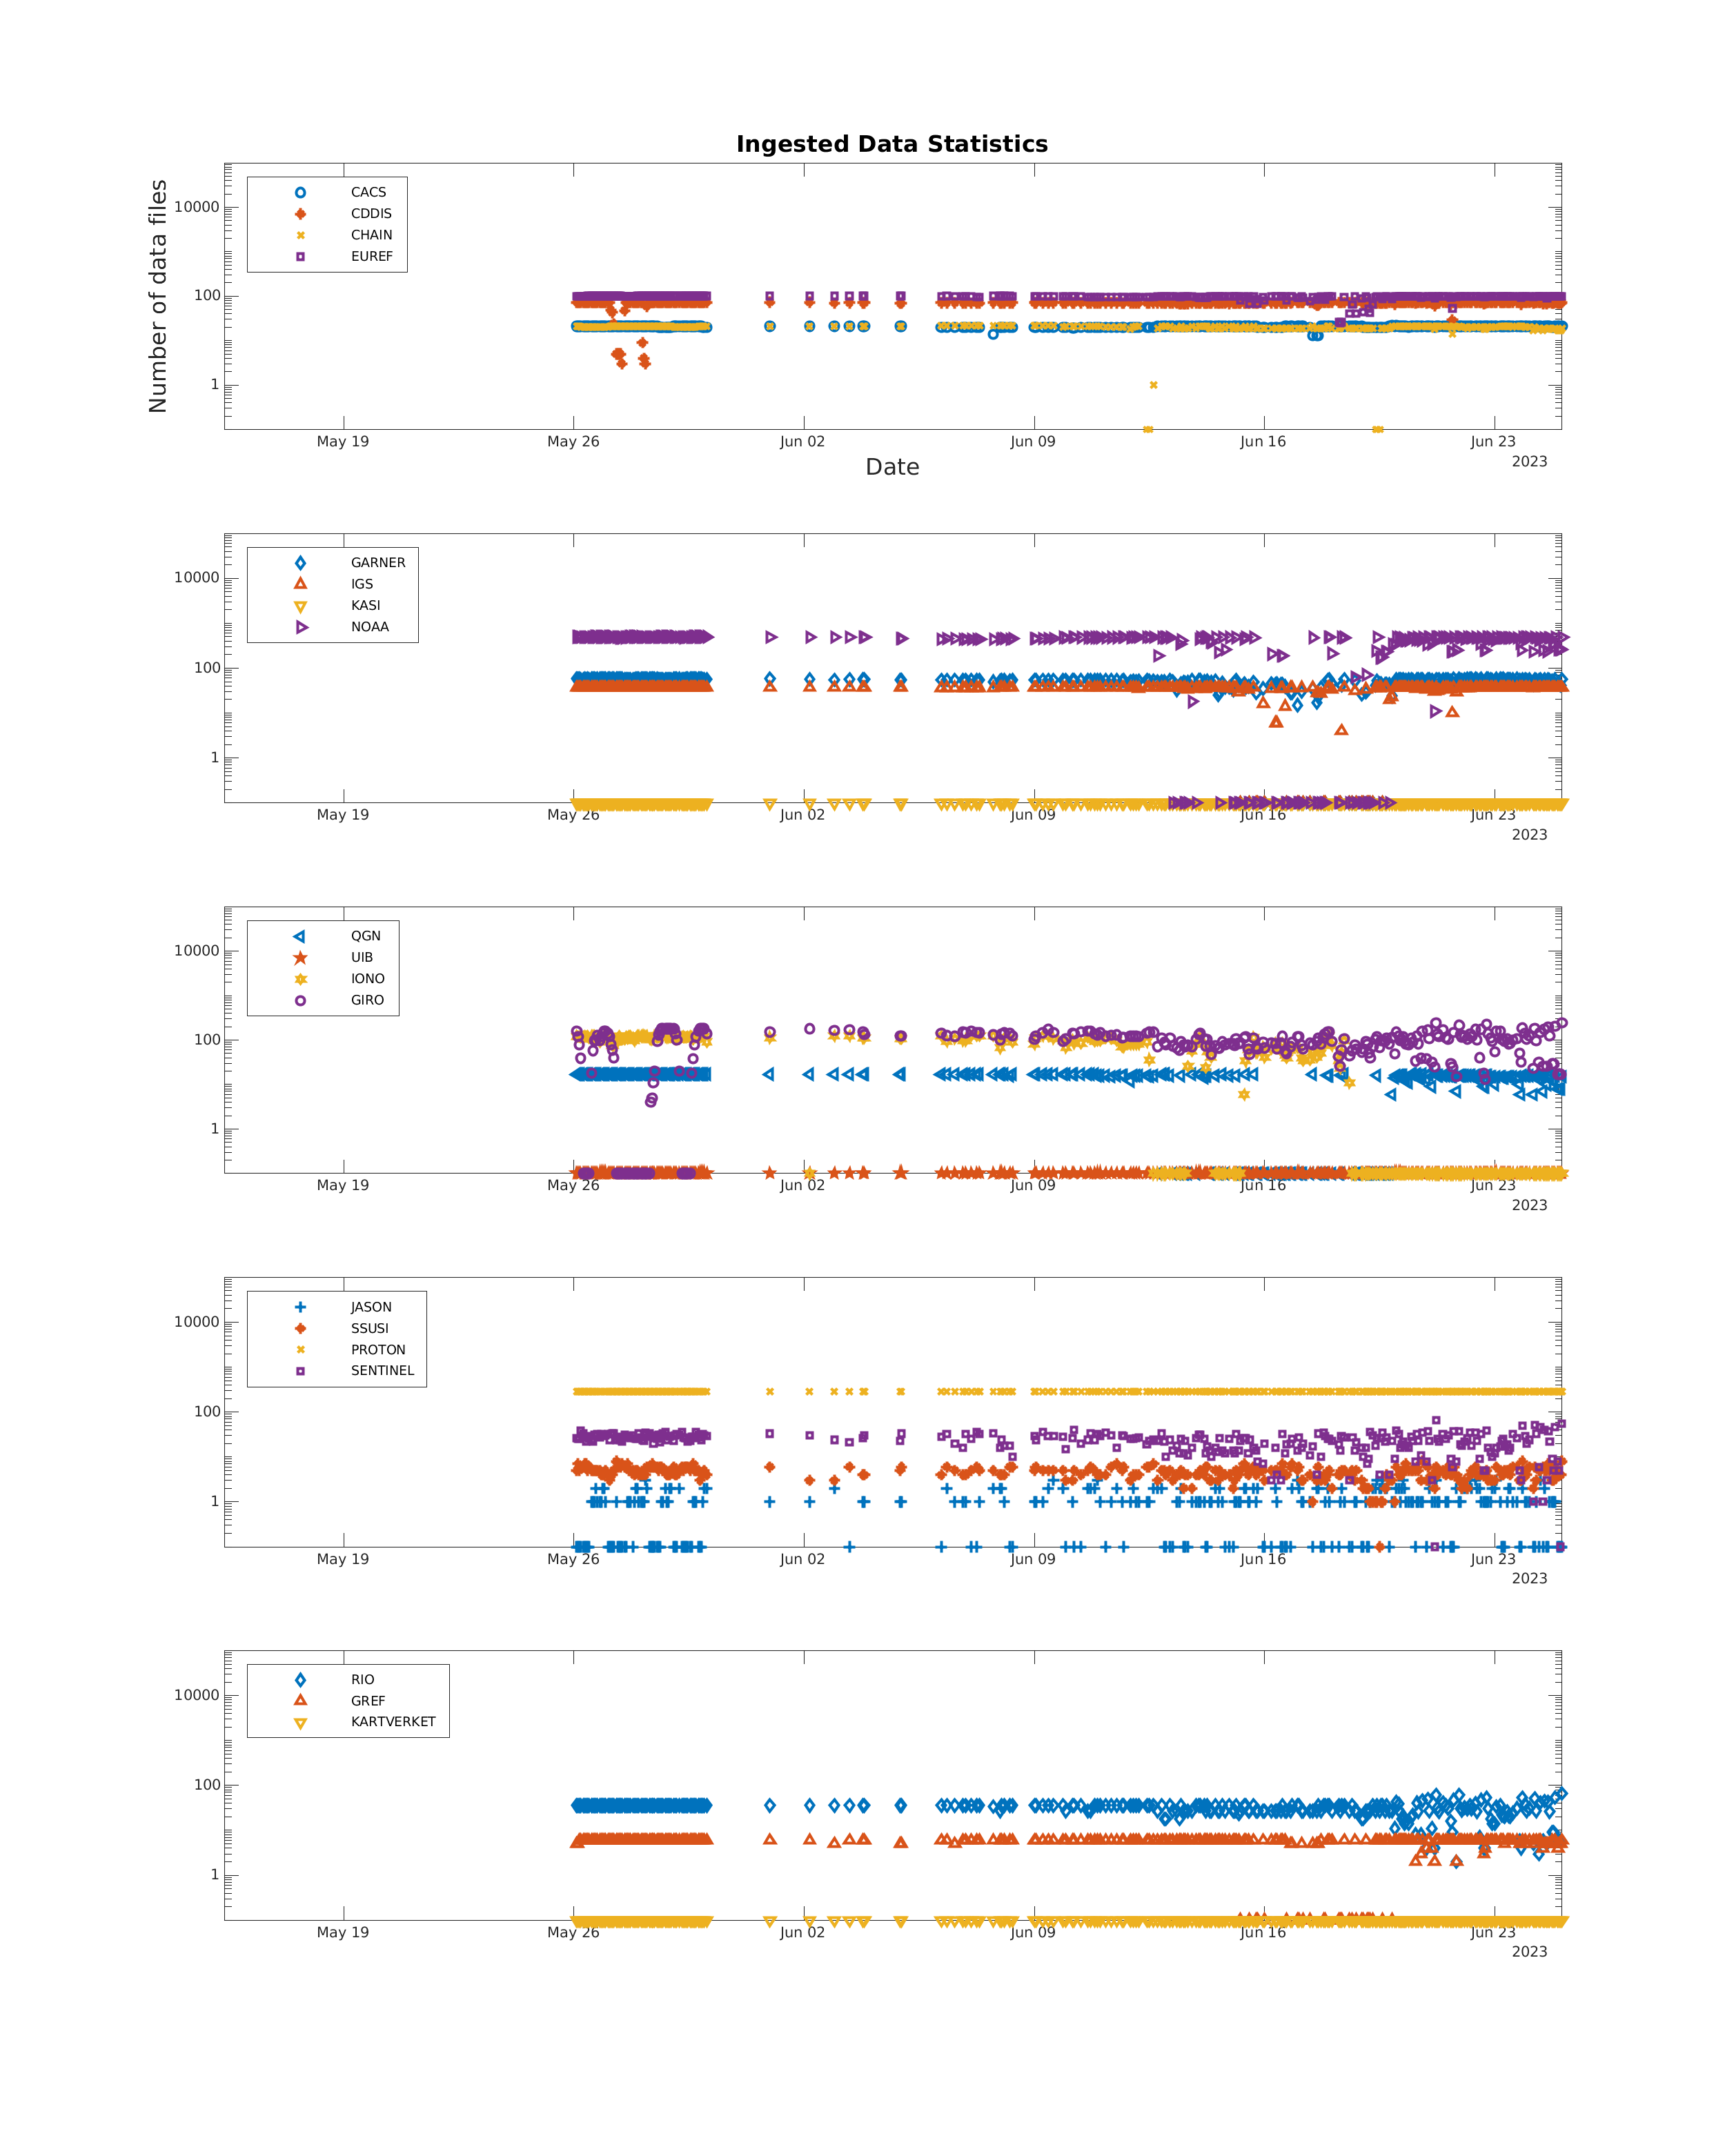 Ingested Data Statistics
Number of data files
CACS
CDDIS
CHAIN
EUREF
10000
100
1
May 19 May 26 Jun 02 Jun 09 Jun 16 Jun 23
2023
Date
GARNER
IGS
KASI
NOAA
10000
100
1
May 19 May 26 Jun 02 Jun 09 Jun 16 Jun 23
2023
QGN
UIB
IONO
GIRO
10000
100
1
May 19 May 26 Jun 02 Jun 09 Jun 16 Jun 23
2023
JASON
SSUSI
PROTON
SENTINEL
10000
100
1
May 19 May 26 Jun 02 Jun 09 Jun 16 Jun 23
2023
RIO
GREF
KARTVERKET
10000
100
1
May 19 May 26 Jun 02 Jun 09 Jun 16 Jun 23
2023